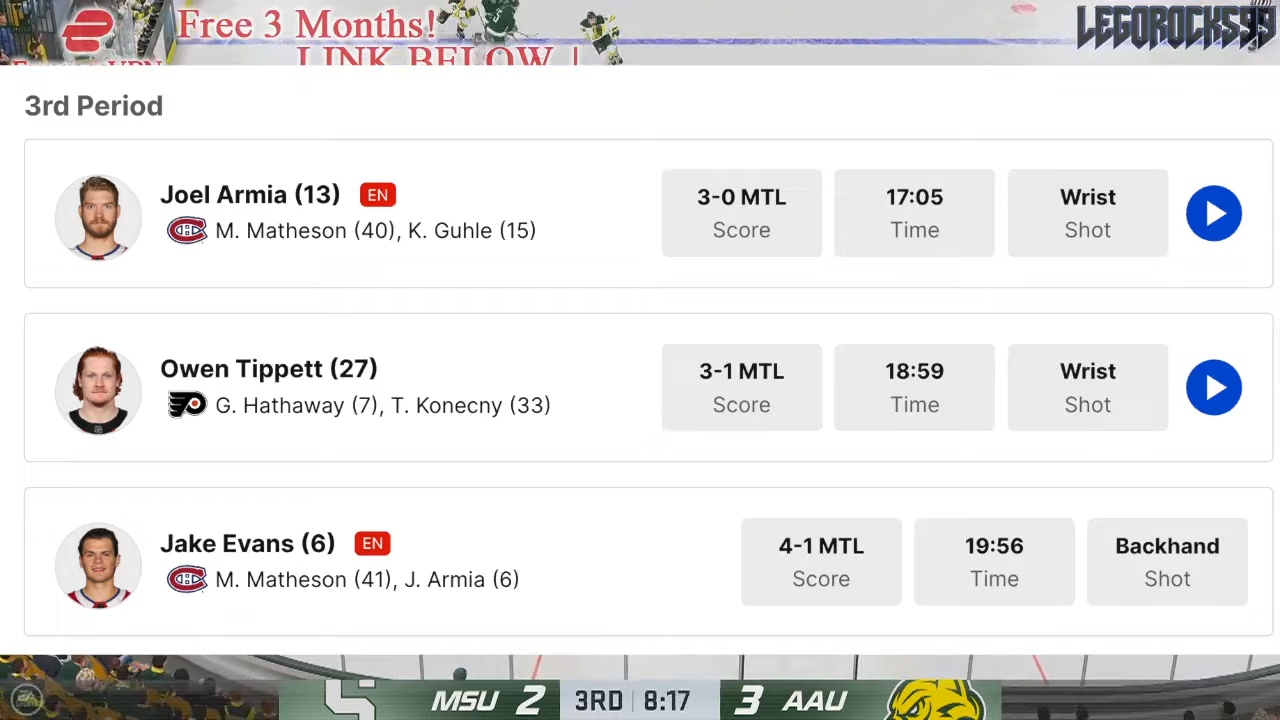 Free 3 Months!
LINK BELOW !
LEGOROCKS99
3rd Period
Joel Armia (13) EN
M. Matheson (40), K. Guhle (15)
3-0 MTL
Score
17:05
Time
Wrist
Shot
Owen Tippett (27)
G. Hathaway (7), T. Konecny (33)
3-1 MTL
Score
18:59
Time
Wrist
Shot
Jake Evans (6) EN
M. Matheson (41), J. Armia (6)
4-1 MTL
Score
19:56
Time
Backhand
Shot
MSU 2 3RD 8:17 3 AAU